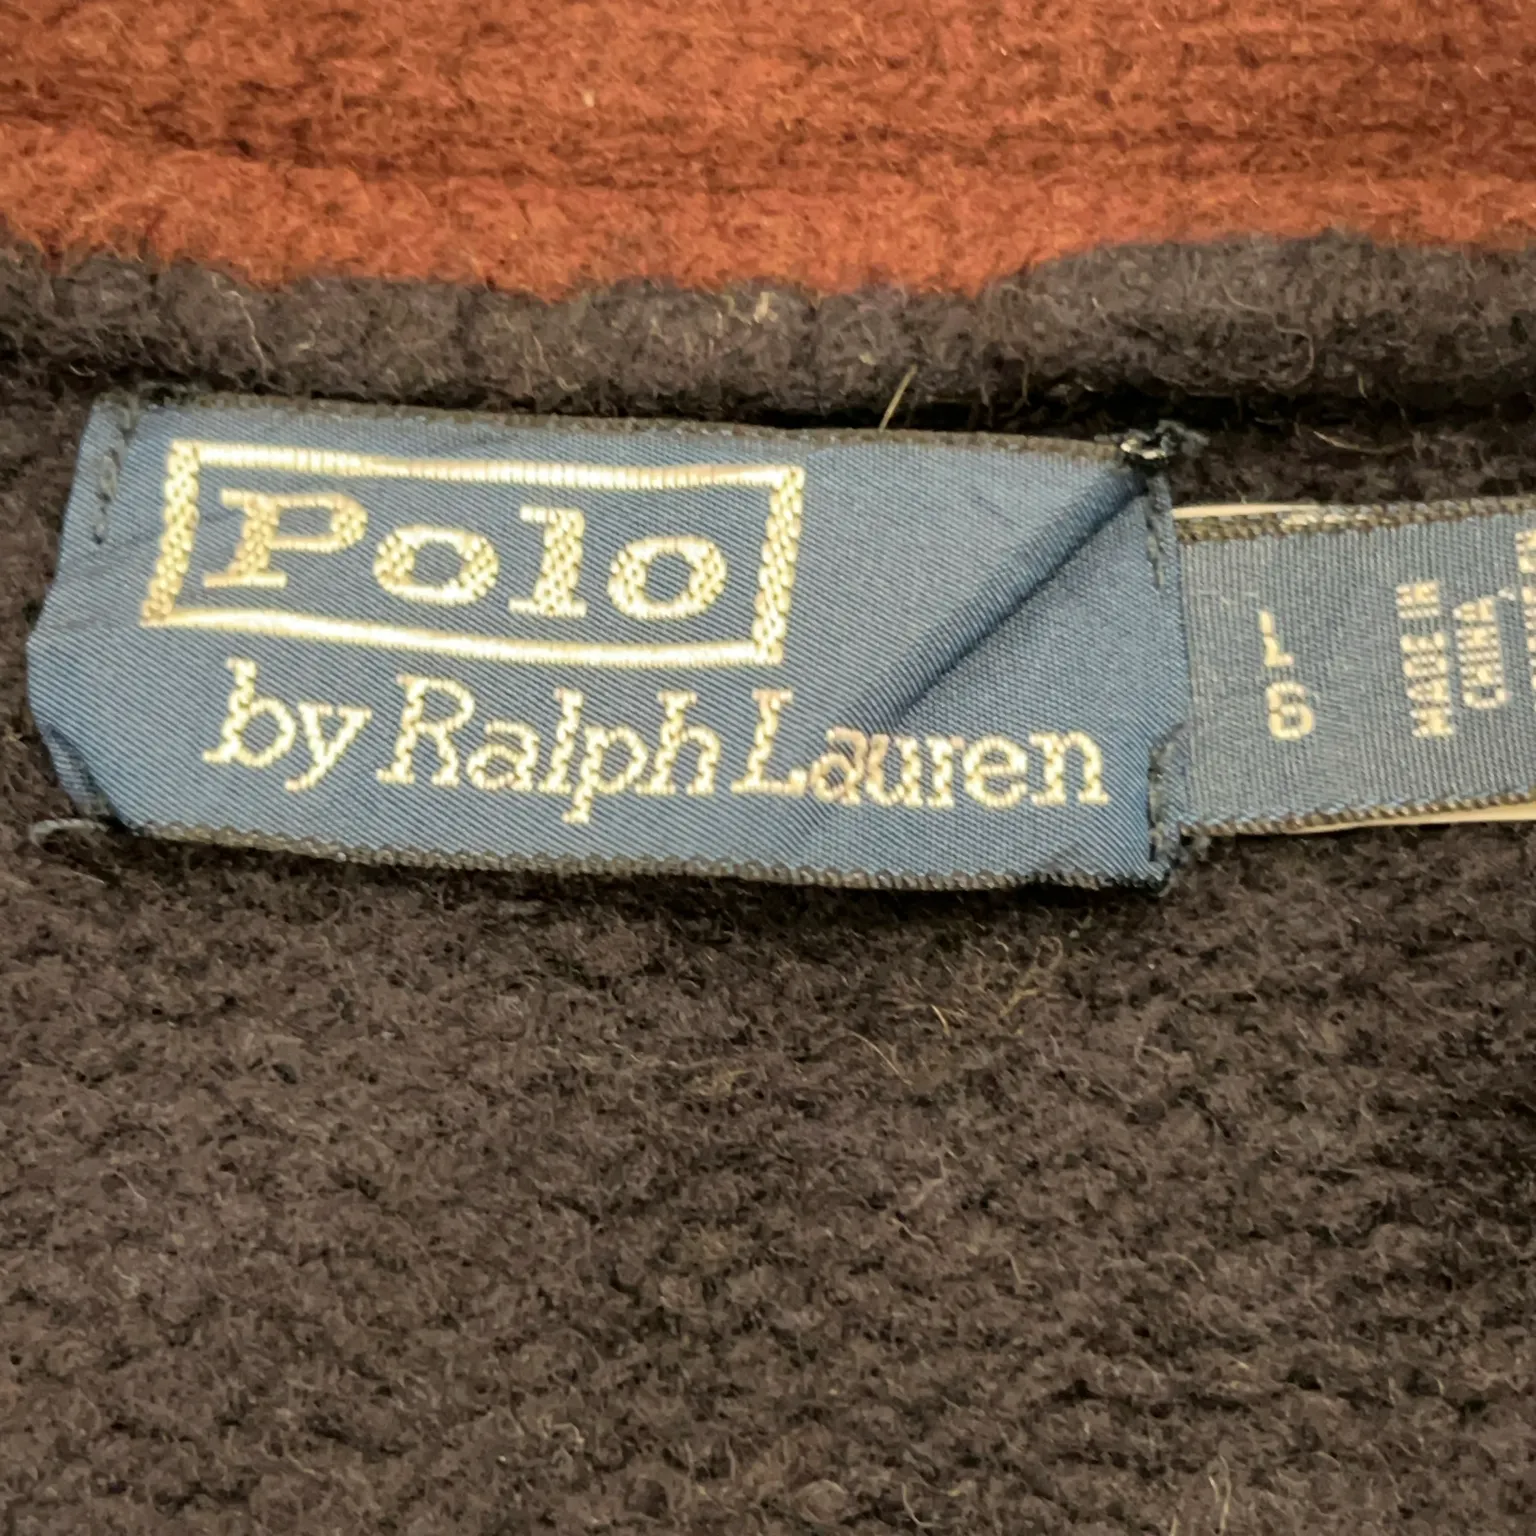 Polo
by Ralph Lauren
L
G
MADE IN
CHINA